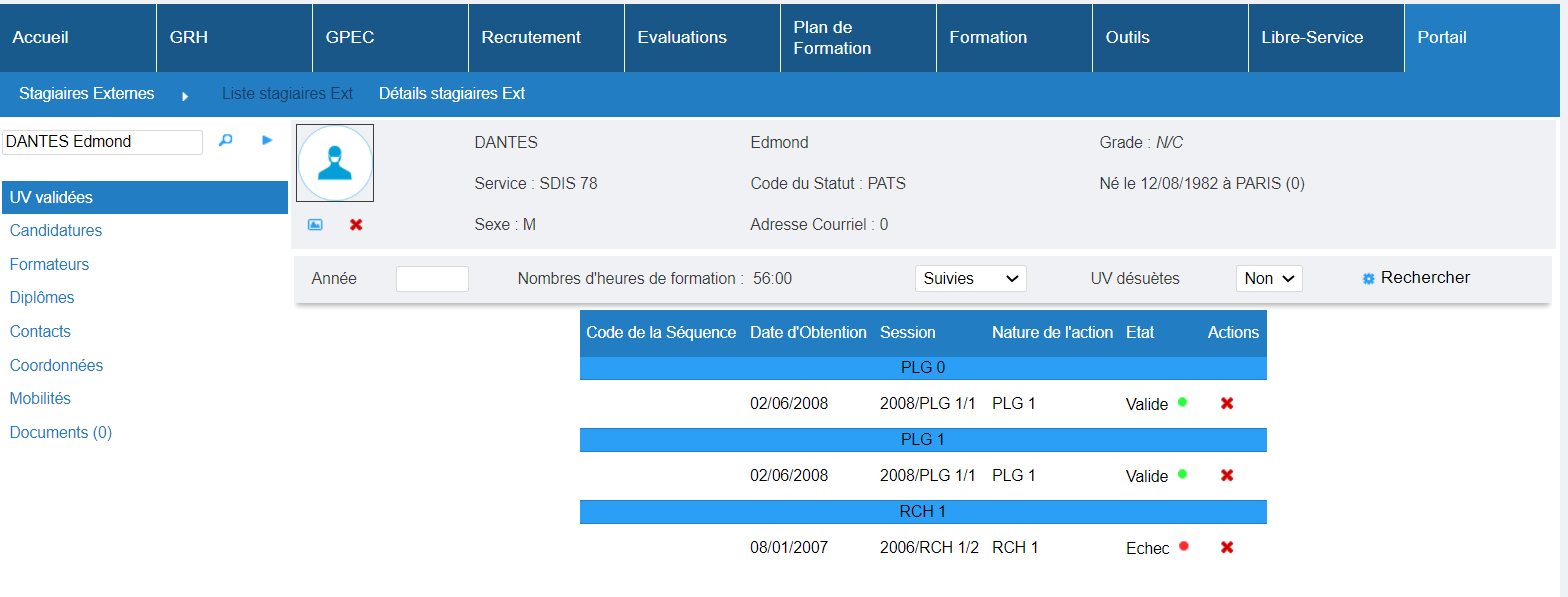 Accueil GRH GPEC Recrutement Evaluations Plan de Formation Formation Outils Libre-Service Portail
Stagiaires Externes Liste stagiaires Ext Détails stagiaires Ext
DANTES Edmond
UV validées
Candidatures
Formateurs
Diplômes
Contacts
Coordonnées
Mobilités
Documents (0)
DANTES Edmond Grade : N/C
Service : SDIS 78 Code du Statut : PATS Né le 12/08/1982 à PARIS (0)
Sexe : M Adresse Courriel : 0
Année Nombres d'heures de formation : 56:00 Suivies UV désuètes Non Rechercher
Code de la Séquence Date d'Obtention Session Nature de l'action Etat Actions
PLG 0
02/06/2008 2008/PLG 1/1 PLG 1 Valide
PLG 1
02/06/2008 2008/PLG 1/1 PLG 1 Valide
RCH 1
08/01/2007 2006/RCH 1/2 RCH 1 Echec